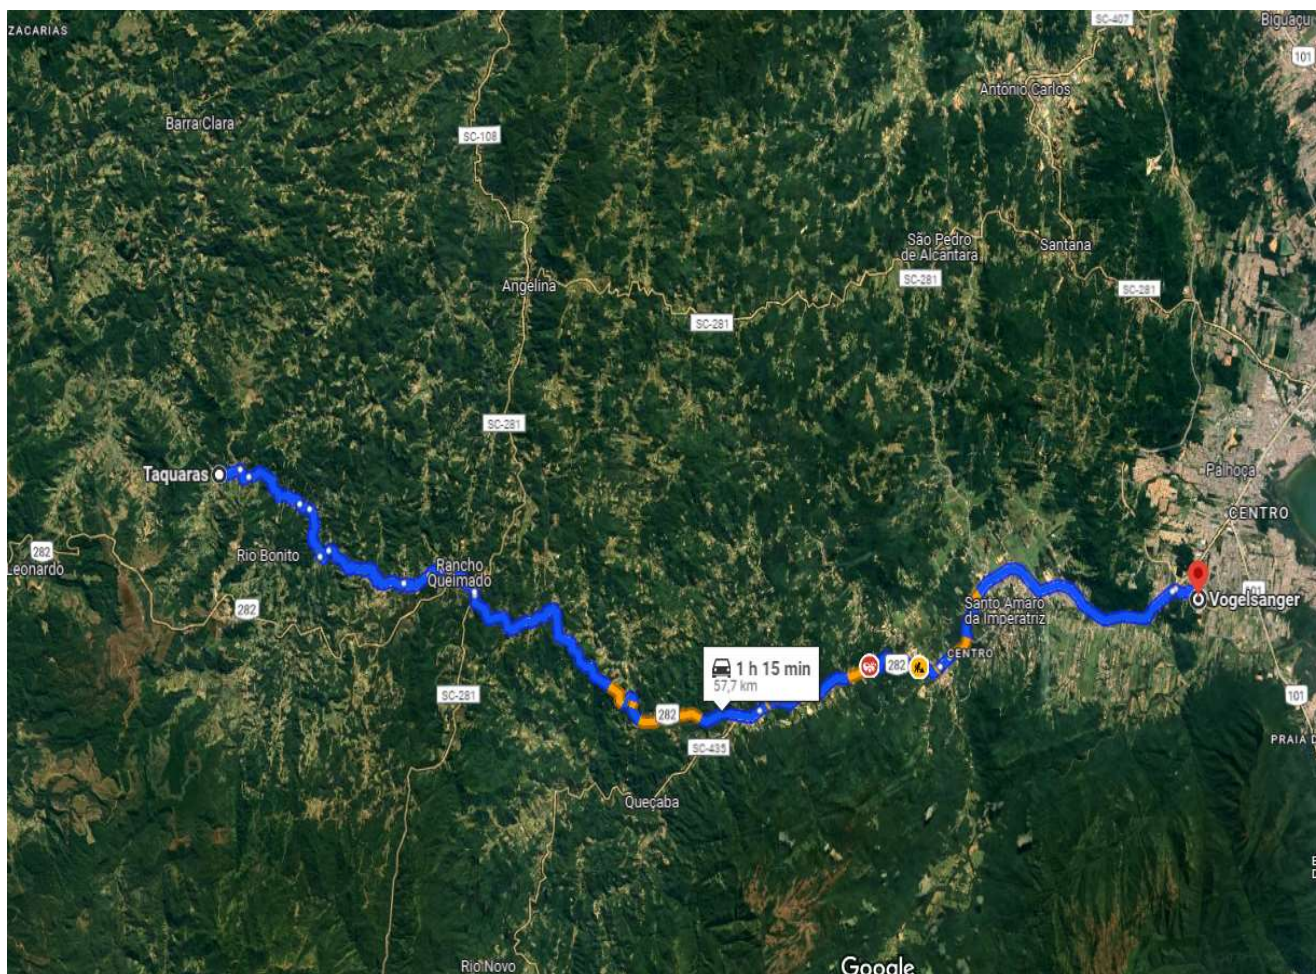 SC-407
Biguaçu
ZACARIAS
101
Antônio Carlos
Barra Clara
SC-108
São Pedro
de Alcântara
Santana
SC-281
Angelina
SC-281
SC-281
SC-281
Taquaras
Palhoça
CENTRO
282
Leonardo
Rio Bonito
Rancho
Queimado
282
101
Vogelsanger
Santo Amaro
da Imperatriz
CENTRO
1 h 15 min
57,7 km
282
SC-281
282
101
SC-435
PRAIA D
Queçaba
Rio Novo
Google